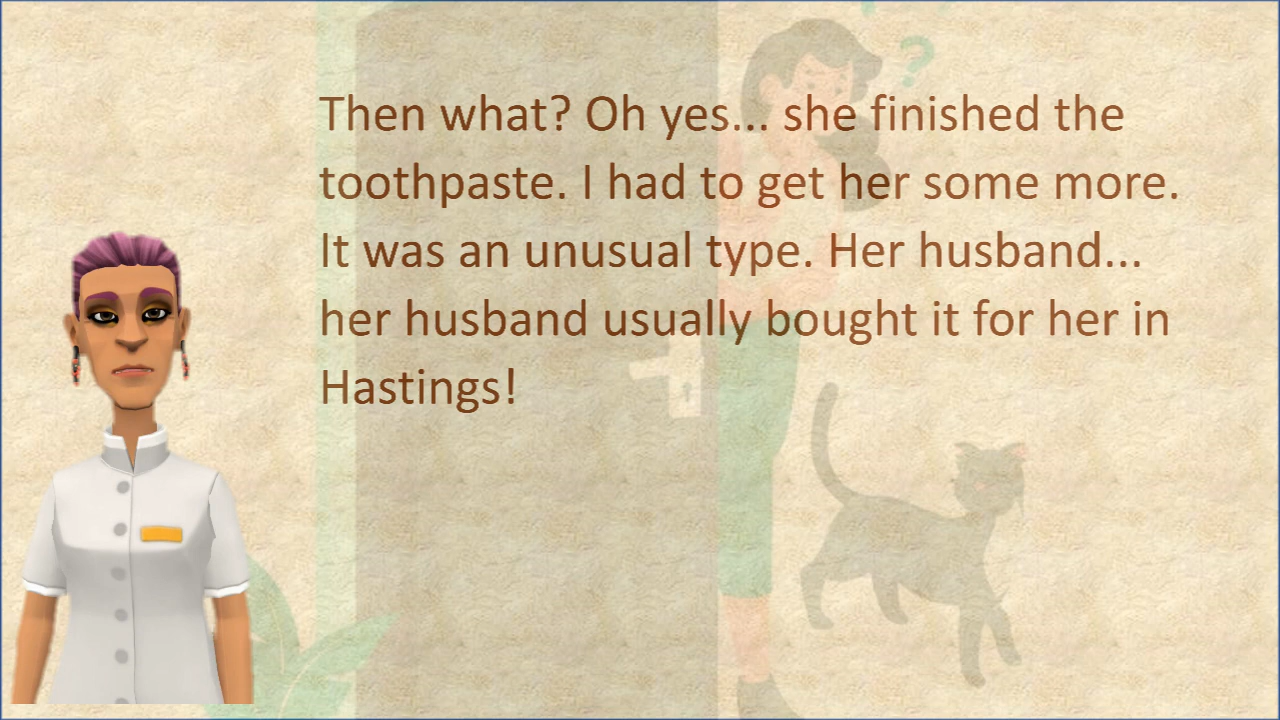 Then what? Oh yes... she finished the
toothpaste. I had to get her some more.
It was an unusual type. Her husband...
her husband usually bought it for her in
Hastings!
?